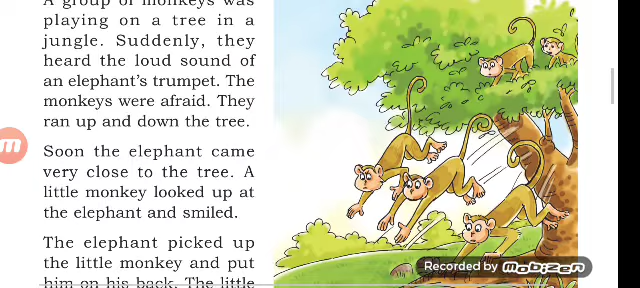 A group of monkeys was
playing on a tree in a
jungle. Suddenly, they
heard the loud sound of
an elephant's trumpet. The
monkeys were afraid. They
ran up and down the tree.
Soon the elephant came
very close to the tree. A
little monkey looked up at
the elephant and smiled.
The elephant picked up
the little monkey and put
him on his back. The little
m
Recorded by mobizen